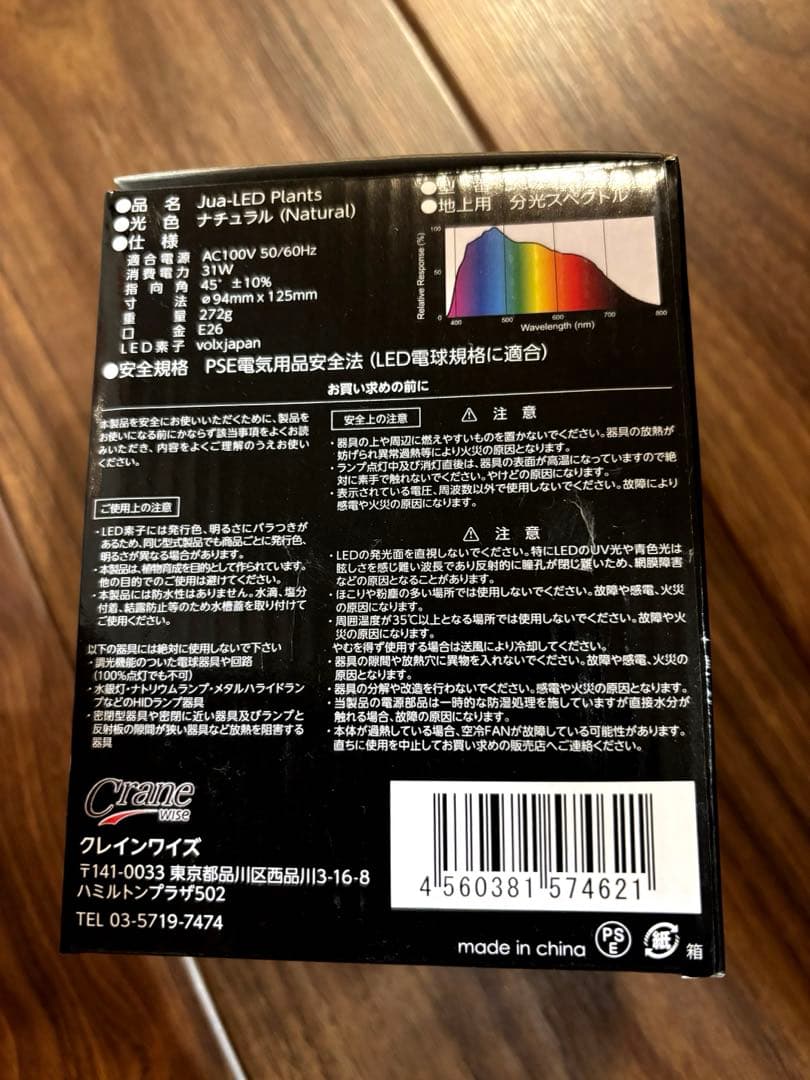 ●品名 Jua-LED Plants
●光色 ナチュラル (Natural)
●仕様
適合電源 AC100V 50/60Hz
消費電力 31W
指向角 45° ±10%
寸法 ⌀94mm x 125mm
重量 272g
口金 E26
LED素子 volxjapan
●安全規格 PSE電気用品安全法 (LED電球規格に適合)
●型番
●地上用 分光スペクトル
Relative Response (%)
100
50
0
400 500 600 700 800
Wavelength (nm)
お買い求めの前に
本製品を安全にお使いいただくために、製品を
お使いになる前にかならず該当事項をよくお読
みいただき、内容をよくご理解のうえお使い
ください。
ご使用上の注意
・LED素子には発行色、明るさにバラつきが
あるため、同じ型式製品でも商品ごとに発行色、
明るさが異なる場合があります。
・本製品は、植物育成を目的として作られています。
他の目的でのご使用は避けてください。
・本製品には防水性はありません。水滴、塩分
付着、結露防止等のため水槽蓋を取り付けて
ご使用ください。
以下の器具には絶対に使用しないで下さい
・調光機能のついた電球器具や回路
(100%点灯でも不可)
・水銀灯・ナトリウムランプ・メタルハライドラン
プなどのHIDランプ器具
・密閉型器具や密閉に近い器具及びランプと
反射板の隙間が狭い器具など放熱を阻害する
器具
安全上の注意
⚠ 注意
・器具の上や周辺に燃えやすいものを置かないでください。器具の放熱が
妨げられ異常過熱等により火災の原因となります。
・ランプ点灯中及び消灯直後は、器具の表面が高温になっていますので絶
対に素手で触れないでください。やけどの原因になります。
・表示されている電圧、周波数以外で使用しないでください。故障により
感電や火災の原因になります。
⚠ 注意
・LEDの発光面を直視しないでください。特にLEDのUV光や青色光は
眩しさを感じ難い波長であり反射的に瞳孔が閉じ難いため、網膜障害
などの原因となることがあります。
・ほこりや粉塵の多い場所では使用しないでください。故障や感電、火災
の原因になります。
・周囲温度が35℃以上となる場所では使用しないでください。故障や火
災の原因になります。
やむを得ず使用する場合は送風により冷却してください。
・器具の隙間や放熱穴に異物を入れないでください。故障や感電、火災の
原因となります。
・器具の分解や改造を行わないでください。感電や火災の原因となります。
・当製品の電源部品は一時的な防湿処理を施していますが直接水分が
触れる場合、故障の原因になります。
・本体が過熱している場合、空冷FANが故障している可能性があります。
直ちに使用を中止してお買い求めの販売店へご連絡ください。
Crane
wise
クレインワイズ
〒141-0033 東京都品川区西品川3-16-8
ハミルトンプラザ502
TEL 03-5719-7474
4 560381 574621
made in china
PS
E
紙
箱